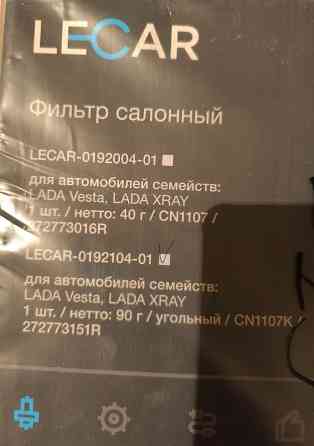 LECAR
Фильтр салонный
LECAR-0192004-01
для автомобилей семейств:
LADA Vesta, LADA XRAY
1 шт. / нетто: 40 г / CN1107 /
272773016R
LECAR-0192104-01
для автомобилей семейств:
LADA Vesta, LADA XRAY
1 шт. / нетто: 90 г / угольный / CN1107K /
272773151R